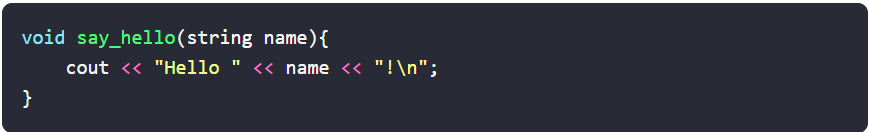 void say_hello(string name){
    cout << "Hello " << name << "!\n";
}